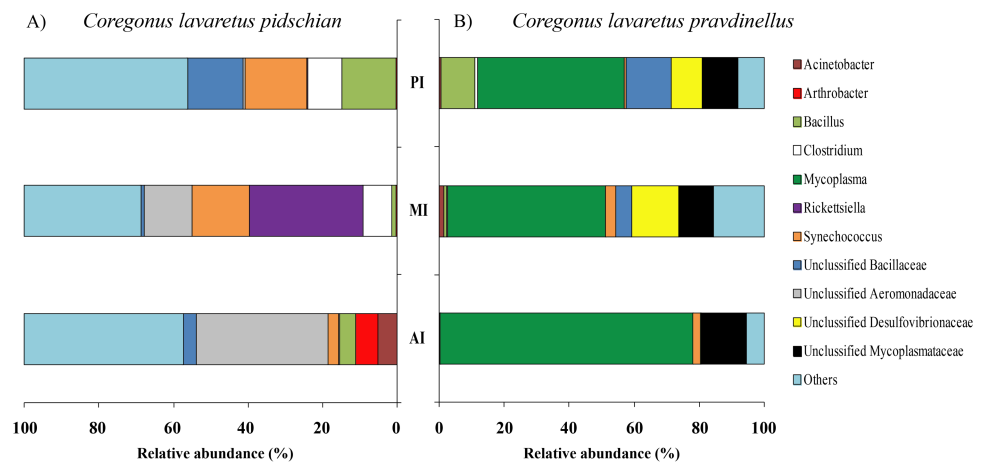 A) Coregonus lavaretus pidschian
B) Coregonus lavaretus pravdinellus
PI
MI
AI
100 80 60 40 20 0
Relative abundance (%)
0 20 40 60 80 100
Relative abundance (%)
Acinetobacter
Arthrobacter
Bacillus
Clostridium
Mycoplasma
Rickettsiella
Synechococcus
Unclassified Bacillaceae
Unclassified Aeromonadaceae
Unclassified Desulfovibrionaceae
Unclassified Mycoplasmataceae
Others